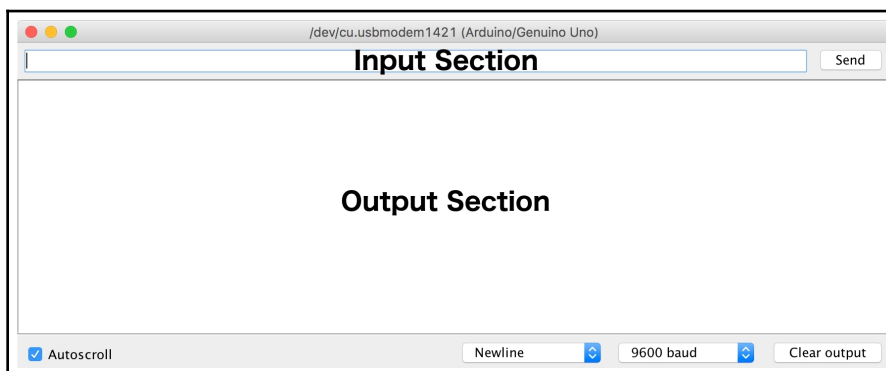 /dev/cu.usbmodem1421 (Arduino/Genuino Uno)
Input Section Send
Output Section
Autoscroll Newline 9600 baud Clear output